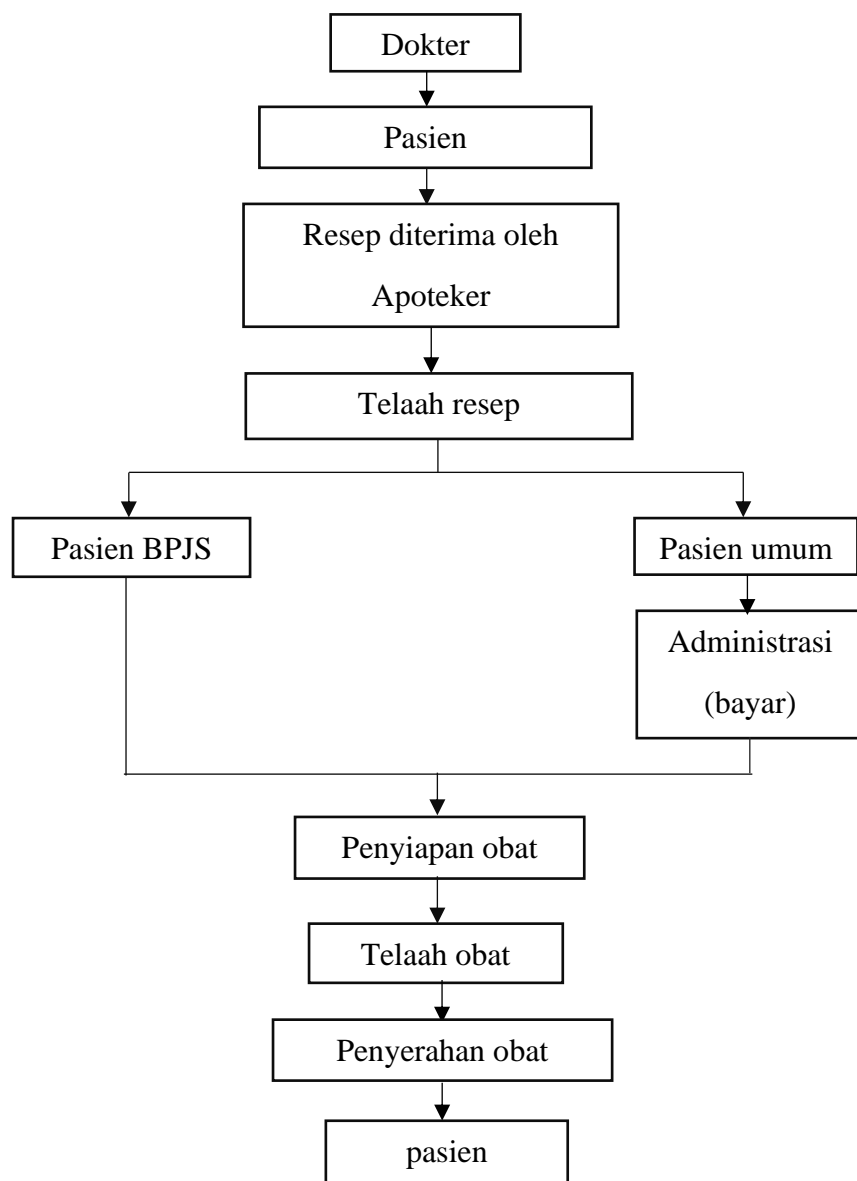 Dokter
Pasien
Resep diterima oleh
Apoteker
Telaah resep
Pasien BPJS
Pasien umum
Administrasi
(bayar)
Penyiapan obat
Telaah obat
Penyerahan obat
pasien